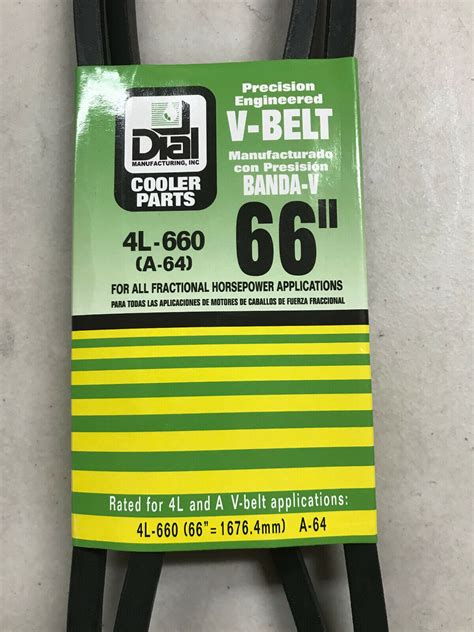 Dial
MANUFACTURING, INC
COOLER
PARTS
Precision
Engineered
V-BELT
Manufacturado
con Precisión
BANDA-V
4L-660
(A-64)
66"
FOR ALL FRACTIONAL HORSEPOWER APPLICATIONS
PARA TODAS LAS APLICACIONES DE MOTORES DE CABALLOS DE FUERZA FRACCIONAL
Rated for 4L and A V-belt applications:
4L-660 (66"=1676.4mm) A-64